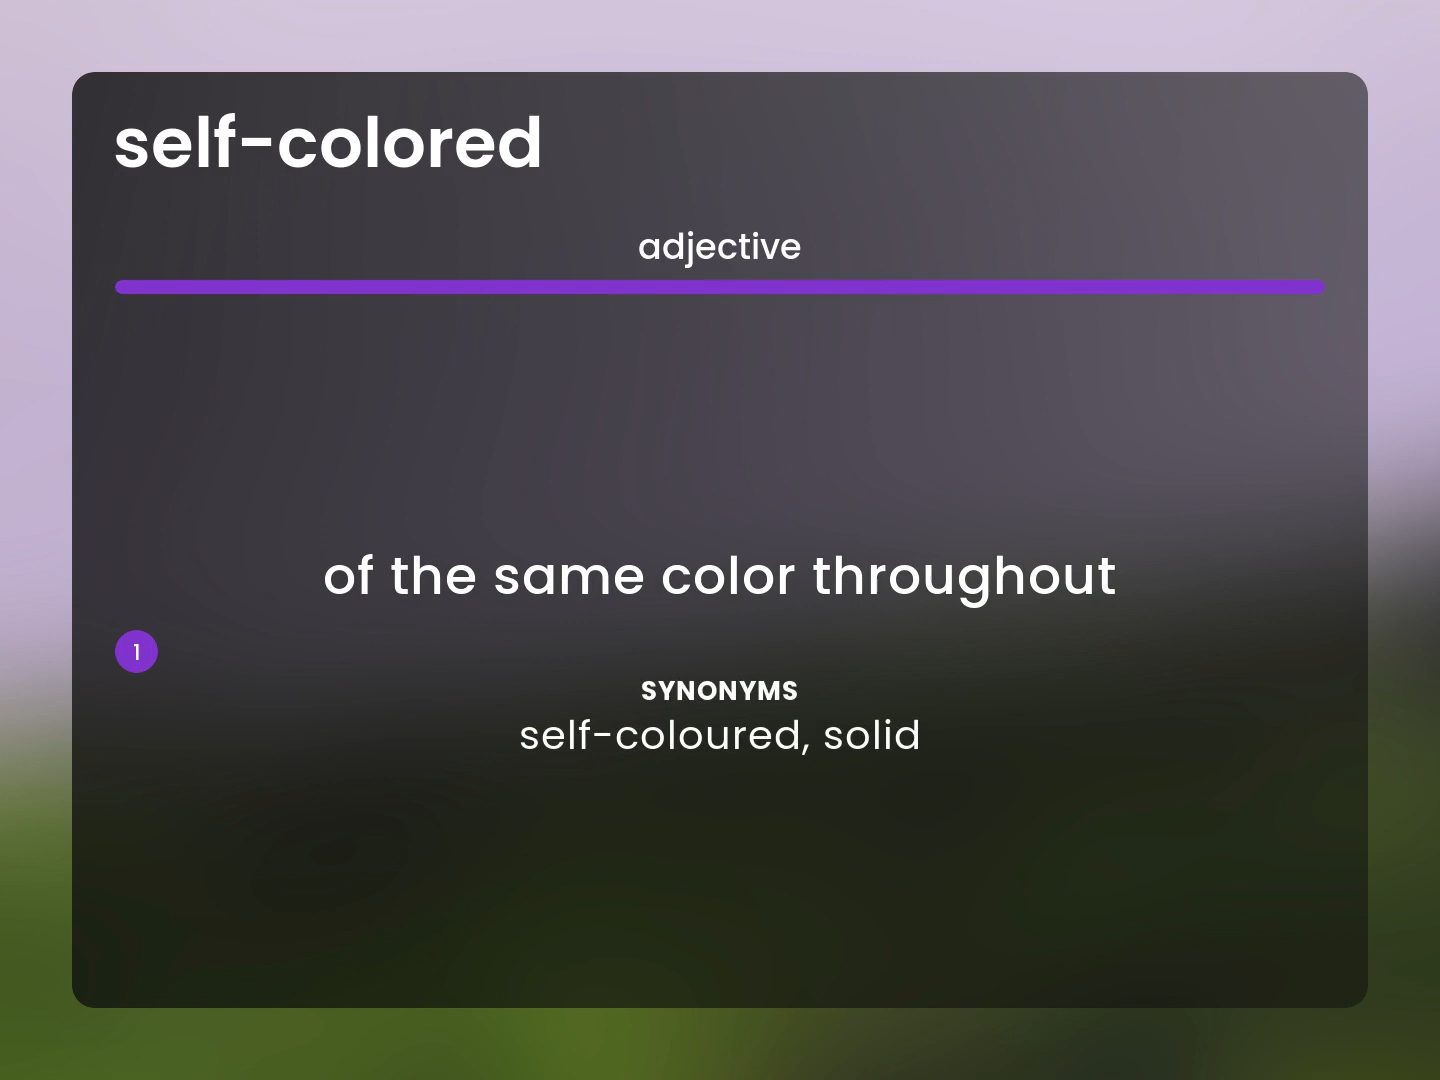 self-colored
adjective
of the same color throughout
1
SYNONYMS
self-coloured, solid